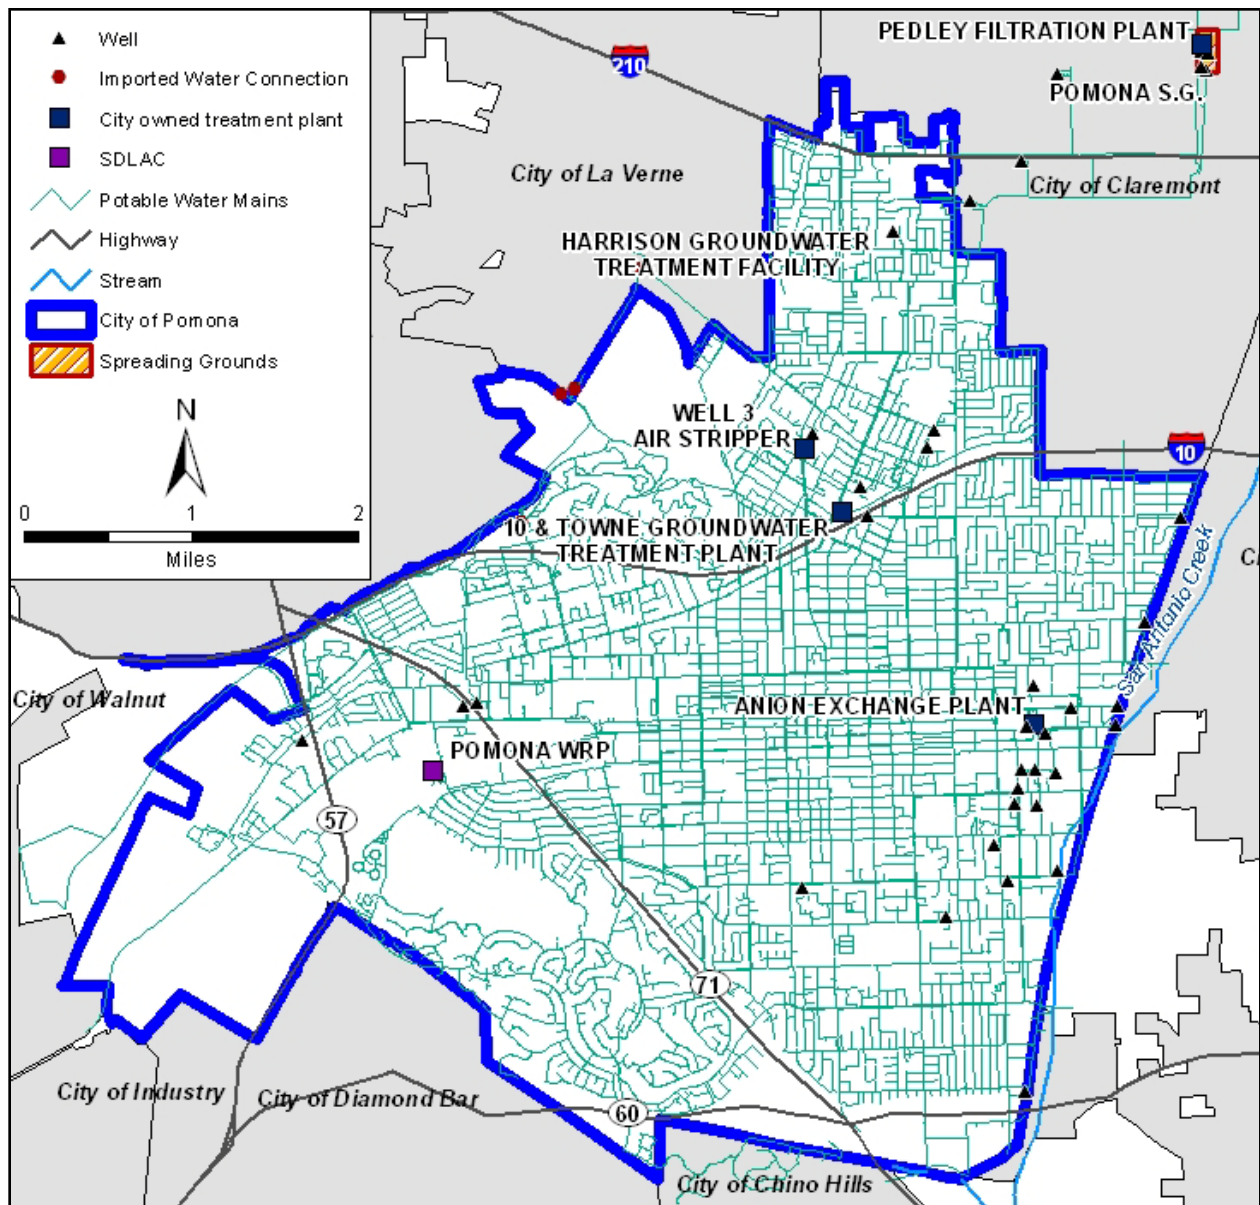 Well
Imported Water Connection
City owned treatment plant
SDLAC
Potable Water Mains
Highway
Stream
City of Pomona
Spreading Grounds
N
0 1 2
Miles
210
PEDLEY FILTRATION PLANT
POMONA S.G.
City of La Verne
City of Claremont
HARRISON GROUNDWATER
TREATMENT FACILITY
WELL 3
AIR STRIPPER
10
10 & TOWNE GROUNDWATER
TREATMENT PLANT
San Antonio Creek
City of Walnut
ANION EXCHANGE PLANT
POMONA WRP
57
71
City of Industry
City of Diamond Bar
60
City of Chino Hills